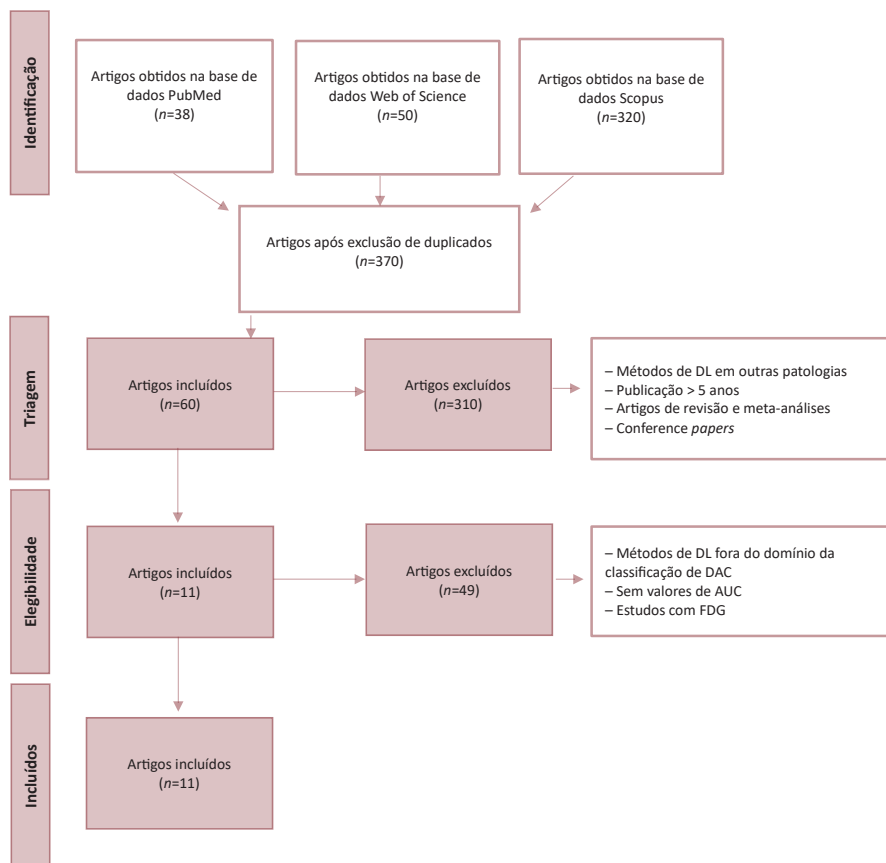 Identificação
Artigos obtidos na base de
dados PubMed
(n=38)
Artigos obtidos na base de
dados Web of Science
(n=50)
Artigos obtidos na base de
dados Scopus
(n=320)
Artigos após exclusão de duplicados
(n=370)
Triagem
Artigos incluídos
(n=60)
Artigos excluídos
(n=310)
– Métodos de DL em outras patologias
– Publicação > 5 anos
– Artigos de revisão e meta-análises
– Conference papers
Elegibilidade
Artigos incluídos
(n=11)
Artigos excluídos
(n=49)
– Métodos de DL fora do domínio da
classificação de DAC
– Sem valores de AUC
– Estudos com FDG
Incluídos
Artigos incluídos
(n=11)